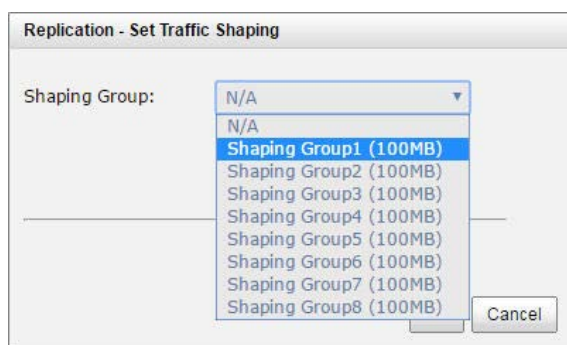 Replication - Set Traffic Shaping
Shaping Group: N/A
N/A
Shaping Group1 (100MB)
Shaping Group2 (100MB)
Shaping Group3 (100MB)
Shaping Group4 (100MB)
Shaping Group5 (100MB)
Shaping Group6 (100MB)
Shaping Group7 (100MB)
Shaping Group8 (100MB)
Cancel